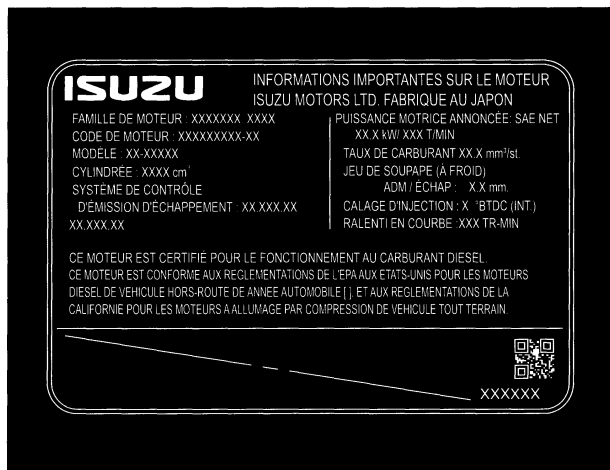 ISUZU
INFORMATIONS IMPORTANTES SUR LE MOTEUR
ISUZU MOTORS LTD. FABRIQUE AU JAPON
FAMILLE DE MOTEUR : XXXXXXX XXXX
CODE DE MOTEUR : XXXXXXXXX-XX
MODÈLE : XX-XXXXX
CYLINDRÉE : XXXX cm³
SYSTÈME DE CONTRÔLE
D'ÉMISSION D'ÉCHAPPEMENT : XX.XXX.XX
XX.XXX.XX
PUISSANCE MOTRICE ANNONCÉE: SAE NET
XX.X kW/ XXX T/MIN
TAUX DE CARBURANT XX.X mm³/st.
JEU DE SOUPAPE (À FROID)
ADM / ÉCHAP : X.X mm.
CALAGE D'INJECTION : X °BTDC (INT.)
RALENTI EN COURBE :XXX TR-MIN
CE MOTEUR EST CERTIFIÉ POUR LE FONCTIONNEMENT AU CARBURANT DIESEL.
CE MOTEUR EST CONFORME AUX REGLEMENTATIONS DE L'EPA AUX ETATS-UNIS POUR LES MOTEURS
DIESEL DE VEHICULE HORS-ROUTE DE ANNEE AUTOMOBILE [ ], ET AUX REGLEMENTATIONS DE LA
CALIFORNIE POUR LES MOTEURS A ALLUMAGE PAR COMPRESSION DE VEHICULE TOUT TERRAIN.
XXXXXX